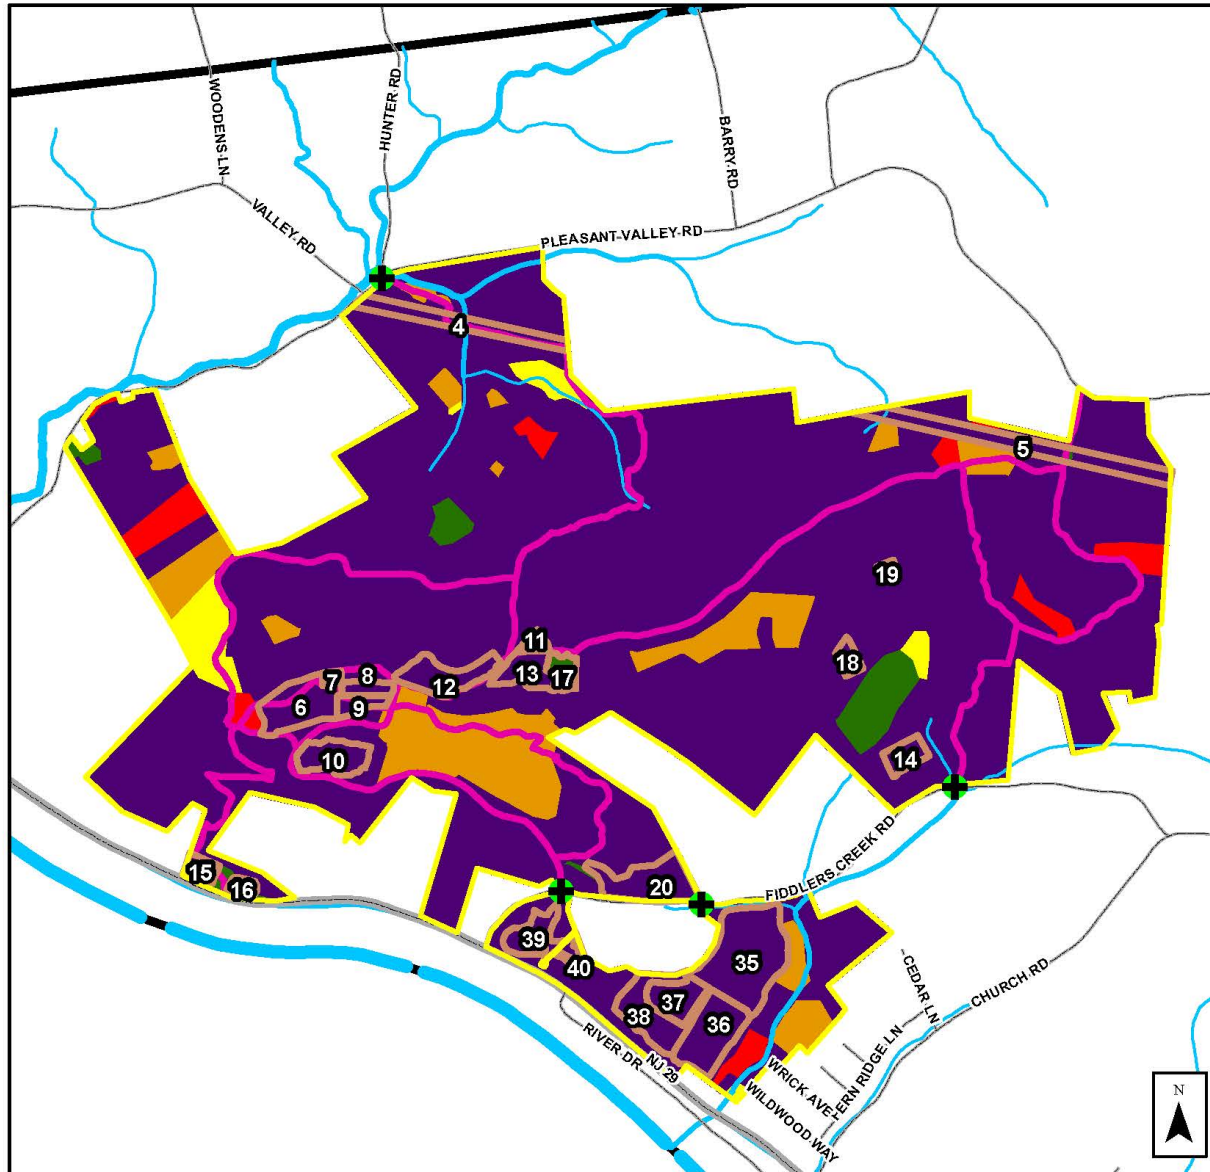 WOODENS LN
HUNTER RD
BARRY RD
VALLEY RD
PLEASANT VALLEY RD
4
5
19
11
18
7
8
13
17
12
6
9
10
14
15
16
20
FIDDLERS CREEK RD
39
40
35
37
38
36
CEDAR LN
CHURCH RD
RIVER DR
NJ 29
FERN RIDGE LN
WRICK AVE
WILDWOOD WAY
N